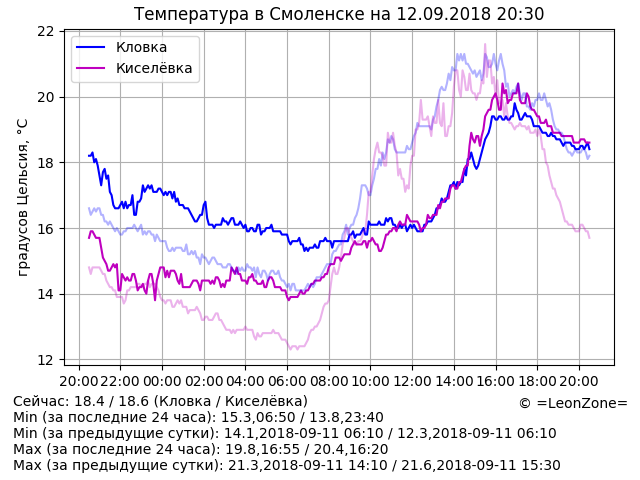 Температура в Смоленске на 12.09.2018 20:30
градусов Цельсия, °C
22
20
18
16
14
12
Кловка
Киселёвка
20:00 22:00 00:00 02:00 04:00 06:00 08:00 10:00 12:00 14:00 16:00 18:00 20:00
Сейчас: 18.4 / 18.6 (Кловка / Киселёвка)
© =LeonZone=
Min (за последние 24 часа): 15.3,06:50 / 13.8,23:40
Min (за предыдущие сутки): 14.1,2018-09-11 06:10 / 12.3,2018-09-11 06:10
Max (за последние 24 часа): 19.8,16:55 / 20.4,16:20
Max (за предыдущие сутки): 21.3,2018-09-11 14:10 / 21.6,2018-09-11 15:30